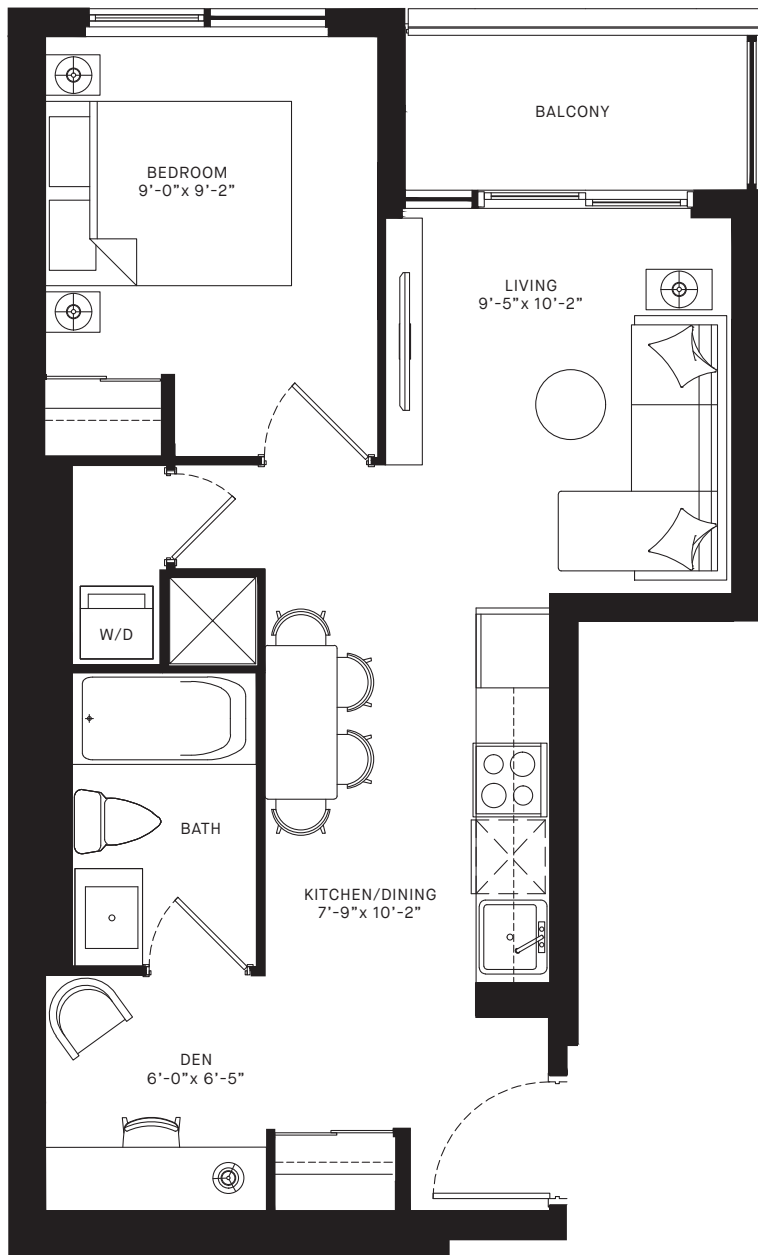 BALCONY
BEDROOM
9’-0”x 9’-2”
LIVING
9’-5”x 10’-2”
W/D
BATH
KITCHEN/DINING
7’-9”x 10’-2”
DEN
6’-0”x 6’-5”